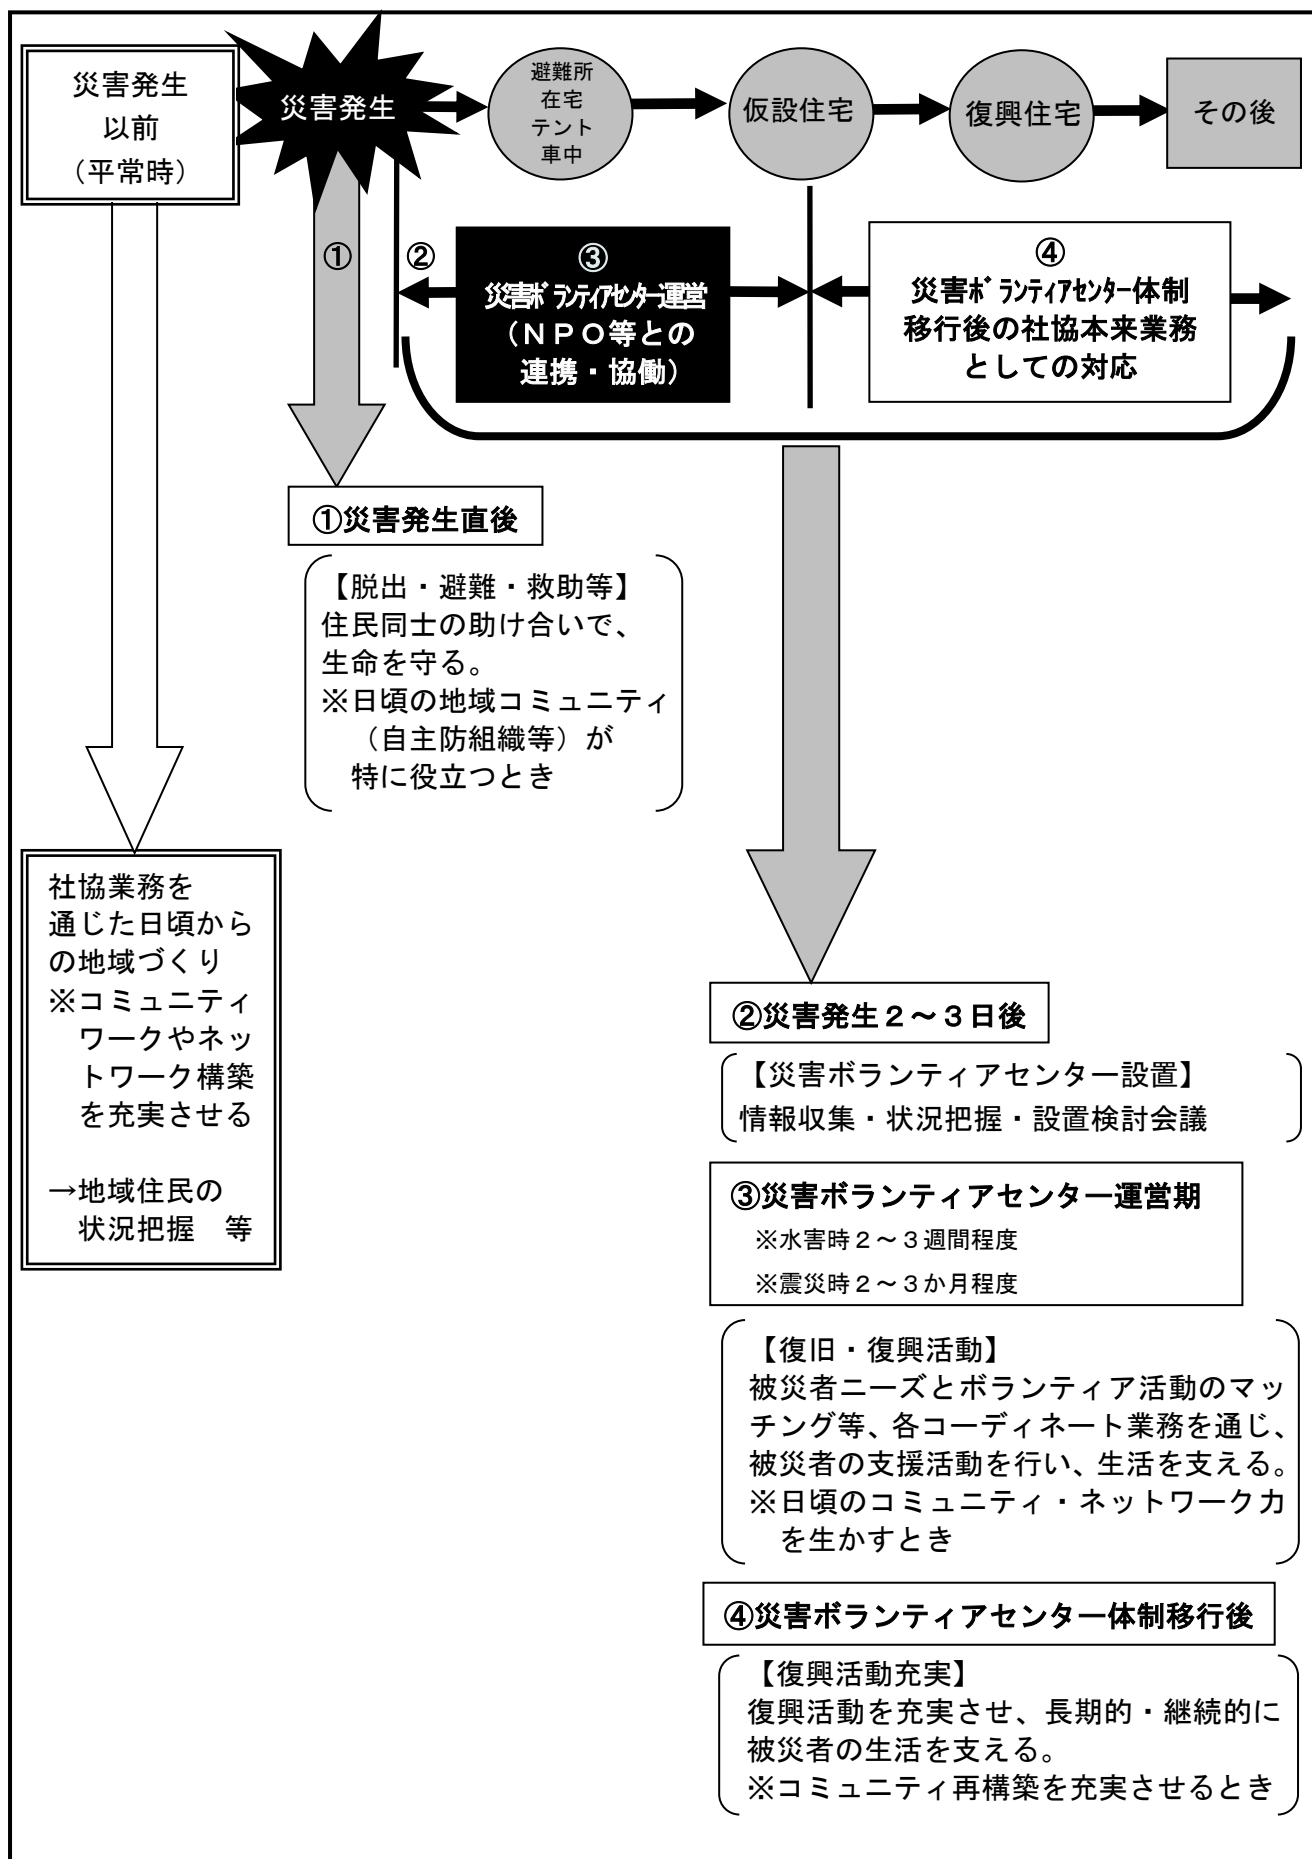 災害発生
以前
（平常時）
災害発生
避難所
在宅
テント
車中
仮設住宅
復興住宅
その後
①
②
③
災害ﾎﾞﾗﾝﾃｨｱｾﾝﾀｰ運営
（ＮＰＯ等との
連携・協働）
④
災害ﾎﾞﾗﾝﾃｨｱｾﾝﾀｰ体制
移行後の社協本来業務
としての対応
①災害発生直後
【脱出・避難・救助等】
住民同士の助け合いで、
生命を守る。
※日頃の地域コミュニティ
（自主防組織等）が
特に役立つとき
社協業務を
通じた日頃から
の地域づくり
※コミュニティ
ワークやネッ
トワーク構築
を充実させる
→地域住民の
状況把握　等
②災害発生２～３日後
【災害ボランティアセンター設置】
情報収集・状況把握・設置検討会議
③災害ボランティアセンター運営期
※水害時２～３週間程度
※震災時２～３か月程度
【復旧・復興活動】
被災者ニーズとボランティア活動のマッ
チング等、各コーディネート業務を通じ、
被災者の支援活動を行い、生活を支える。
※日頃のコミュニティ・ネットワーク力
を生かすとき
④災害ボランティアセンター体制移行後
【復興活動充実】
復興活動を充実させ、長期的・継続的に
被災者の生活を支える。
※コミュニティ再構築を充実させるとき